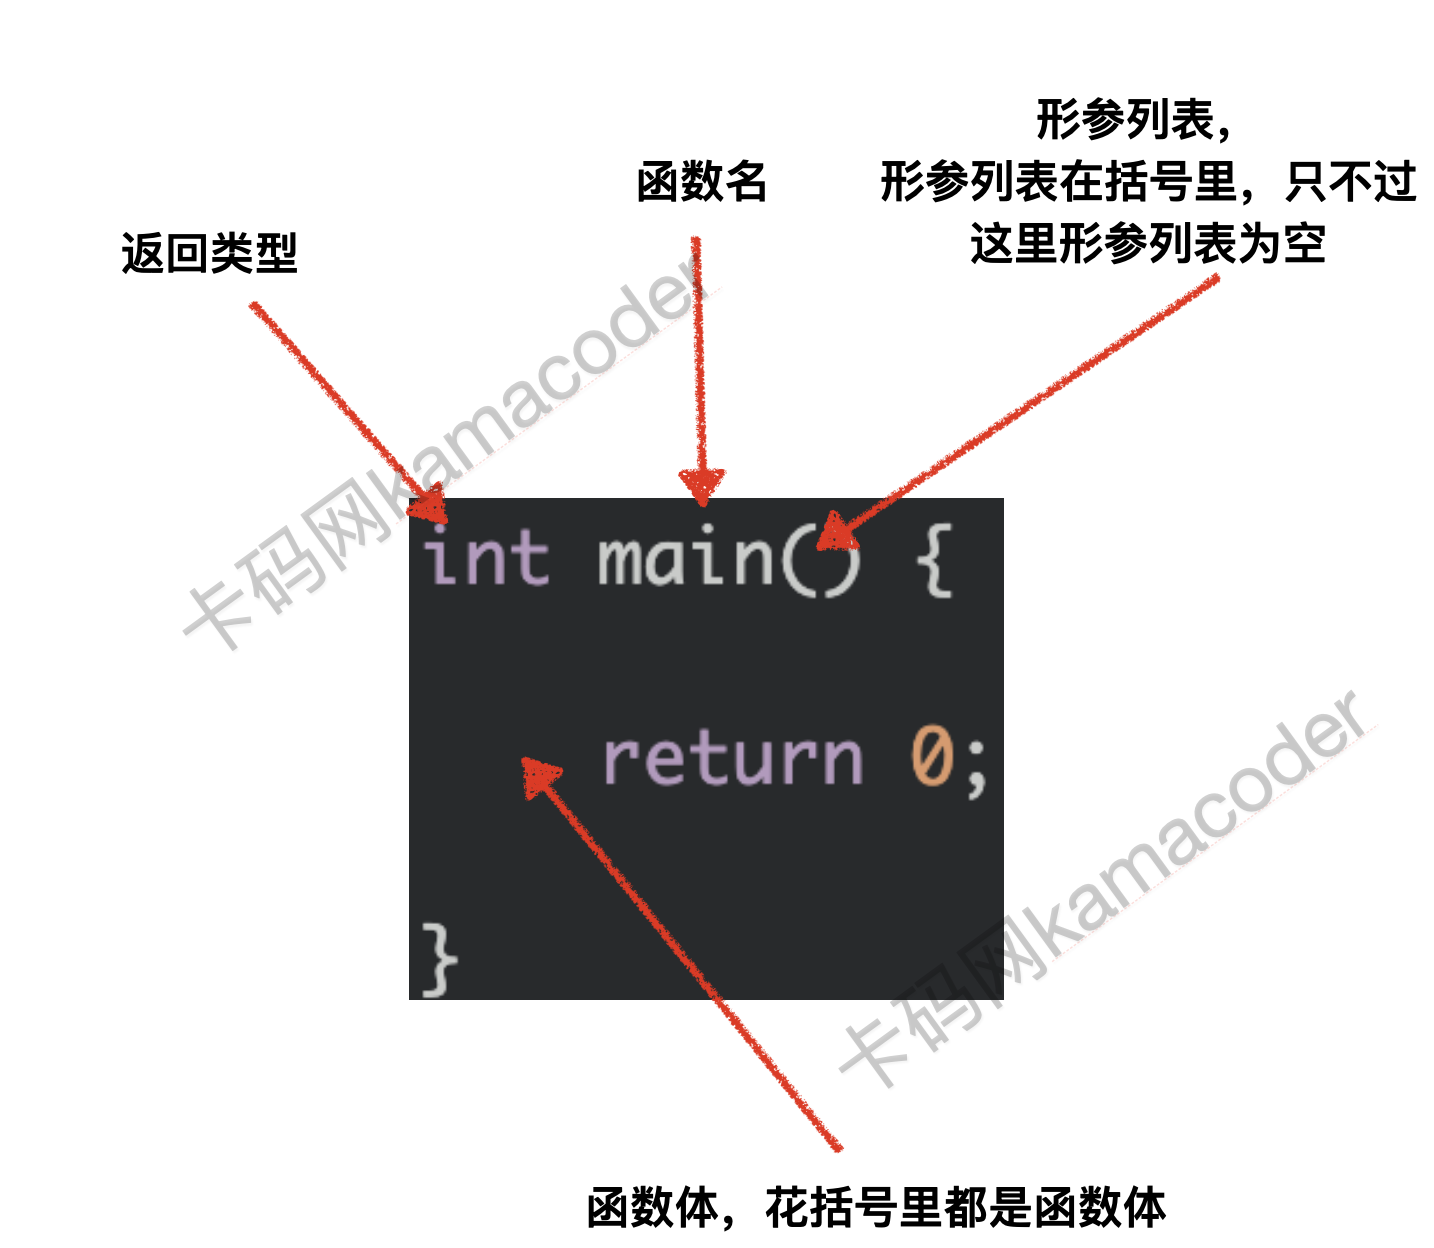 形参列表，
函数名
形参列表在括号里，只不过
这里形参列表为空
返回类型
卡码网kamacoder
int main() {
return 0;
}
卡码网kamacoder
函数体，花括号里都是函数体